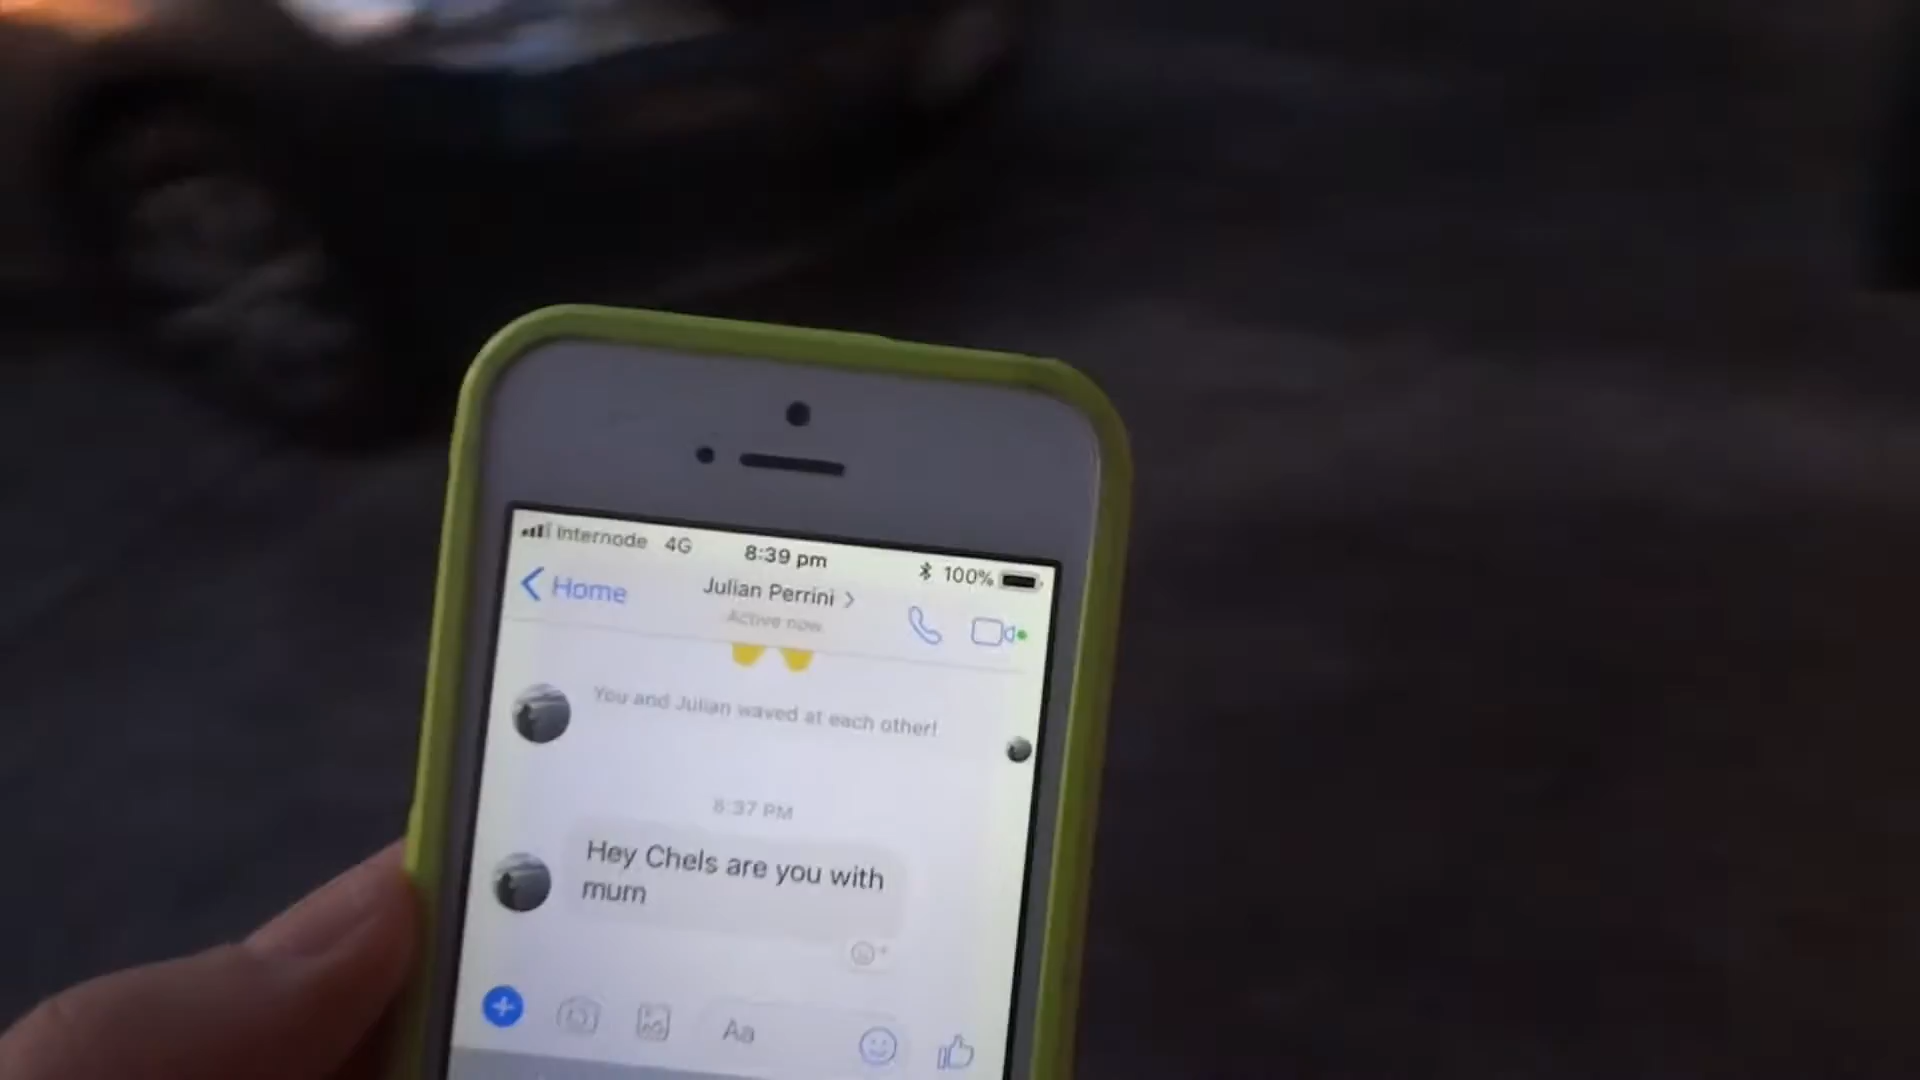 Internode 4G 8:39 pm 100%
Home Julian Perrini
Active now
You and Julian waved at each other!
8:37 PM
Hey Chels are you with
mum
Aa